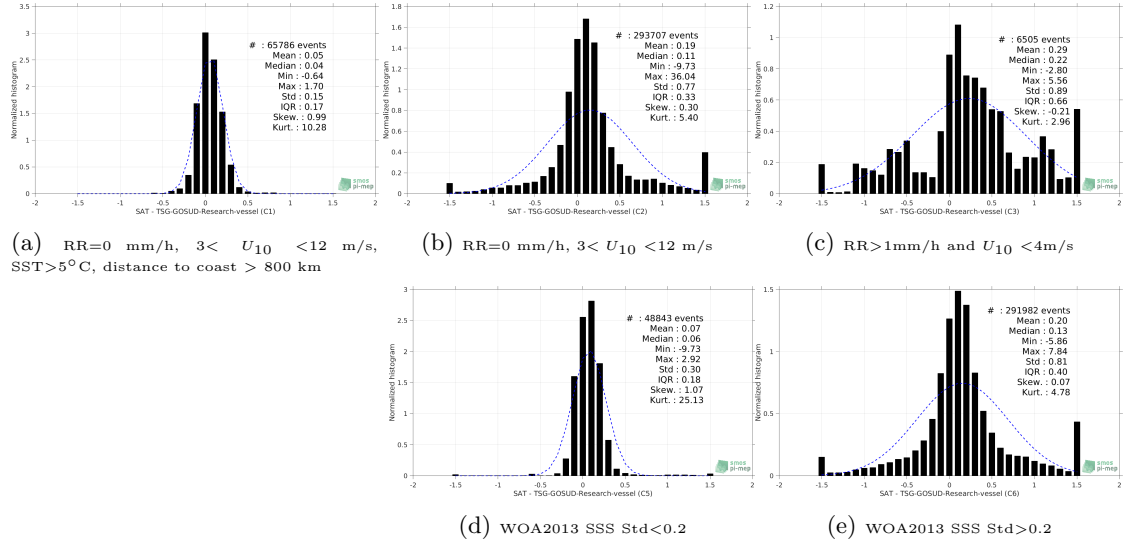 3.5
3
2.5
2
1.5
1
0.5
0
Normalized histogram
# : 65786 events
Mean : 0.05
Median : 0.04
Min : -0.64
Max : 1.70
Std : 0.15
IQR : 0.17
Skew. : 0.99
Kurt. : 10.28
smos
pi-mep
-2 -1.5 -1 -0.5 0 0.5 1 1.5 2
SAT - TSG-GOSUD-Research-vessel (C1)
(a) RR=0 mm/h, 3< U10 <12 m/s,
SST>5°C, distance to coast > 800 km
1.8
1.6
1.4
1.2
1
0.8
0.6
0.4
0.2
0
Normalized histogram
# : 293707 events
Mean : 0.19
Median : 0.11
Min : -9.73
Max : 36.04
Std : 0.77
IQR : 0.33
Skew. : 0.30
Kurt. : 5.40
smos
pi-mep
-2 -1.5 -1 -0.5 0 0.5 1 1.5 2
SAT - TSG-GOSUD-Research-vessel (C2)
(b) RR=0 mm/h, 3< U10 <12 m/s
1.2
1
0.8
0.6
0.4
0.2
0
Normalized histogram
# : 6505 events
Mean : 0.29
Median : 0.22
Min : -2.80
Max : 5.56
Std : 0.89
IQR : 0.66
Skew. : -0.21
Kurt. : 2.96
smos
pi-mep
-2 -1.5 -1 -0.5 0 0.5 1 1.5 2
SAT - TSG-GOSUD-Research-vessel (C3)
(c) RR>1mm/h and U10 <4m/s
3
2.5
2
1.5
1
0.5
0
Normalized histogram
# : 48843 events
Mean : 0.07
Median : 0.06
Min : -9.73
Max : 2.92
Std : 0.30
IQR : 0.18
Skew. : 1.07
Kurt. : 25.13
smos
pi-mep
-2 -1.5 -1 -0.5 0 0.5 1 1.5 2
SAT - TSG-GOSUD-Research-vessel (C5)
(d) WOA2013 SSS Std<0.2
1.5
1
0.5
0
Normalized histogram
# : 291982 events
Mean : 0.20
Median : 0.13
Min : -5.86
Max : 7.84
Std : 0.81
IQR : 0.40
Skew. : 0.07
Kurt. : 4.78
smos
pi-mep
-2 -1.5 -1 -0.5 0 0.5 1 1.5 2
SAT - TSG-GOSUD-Research-vessel (C6)
(e) WOA2013 SSS Std>0.2